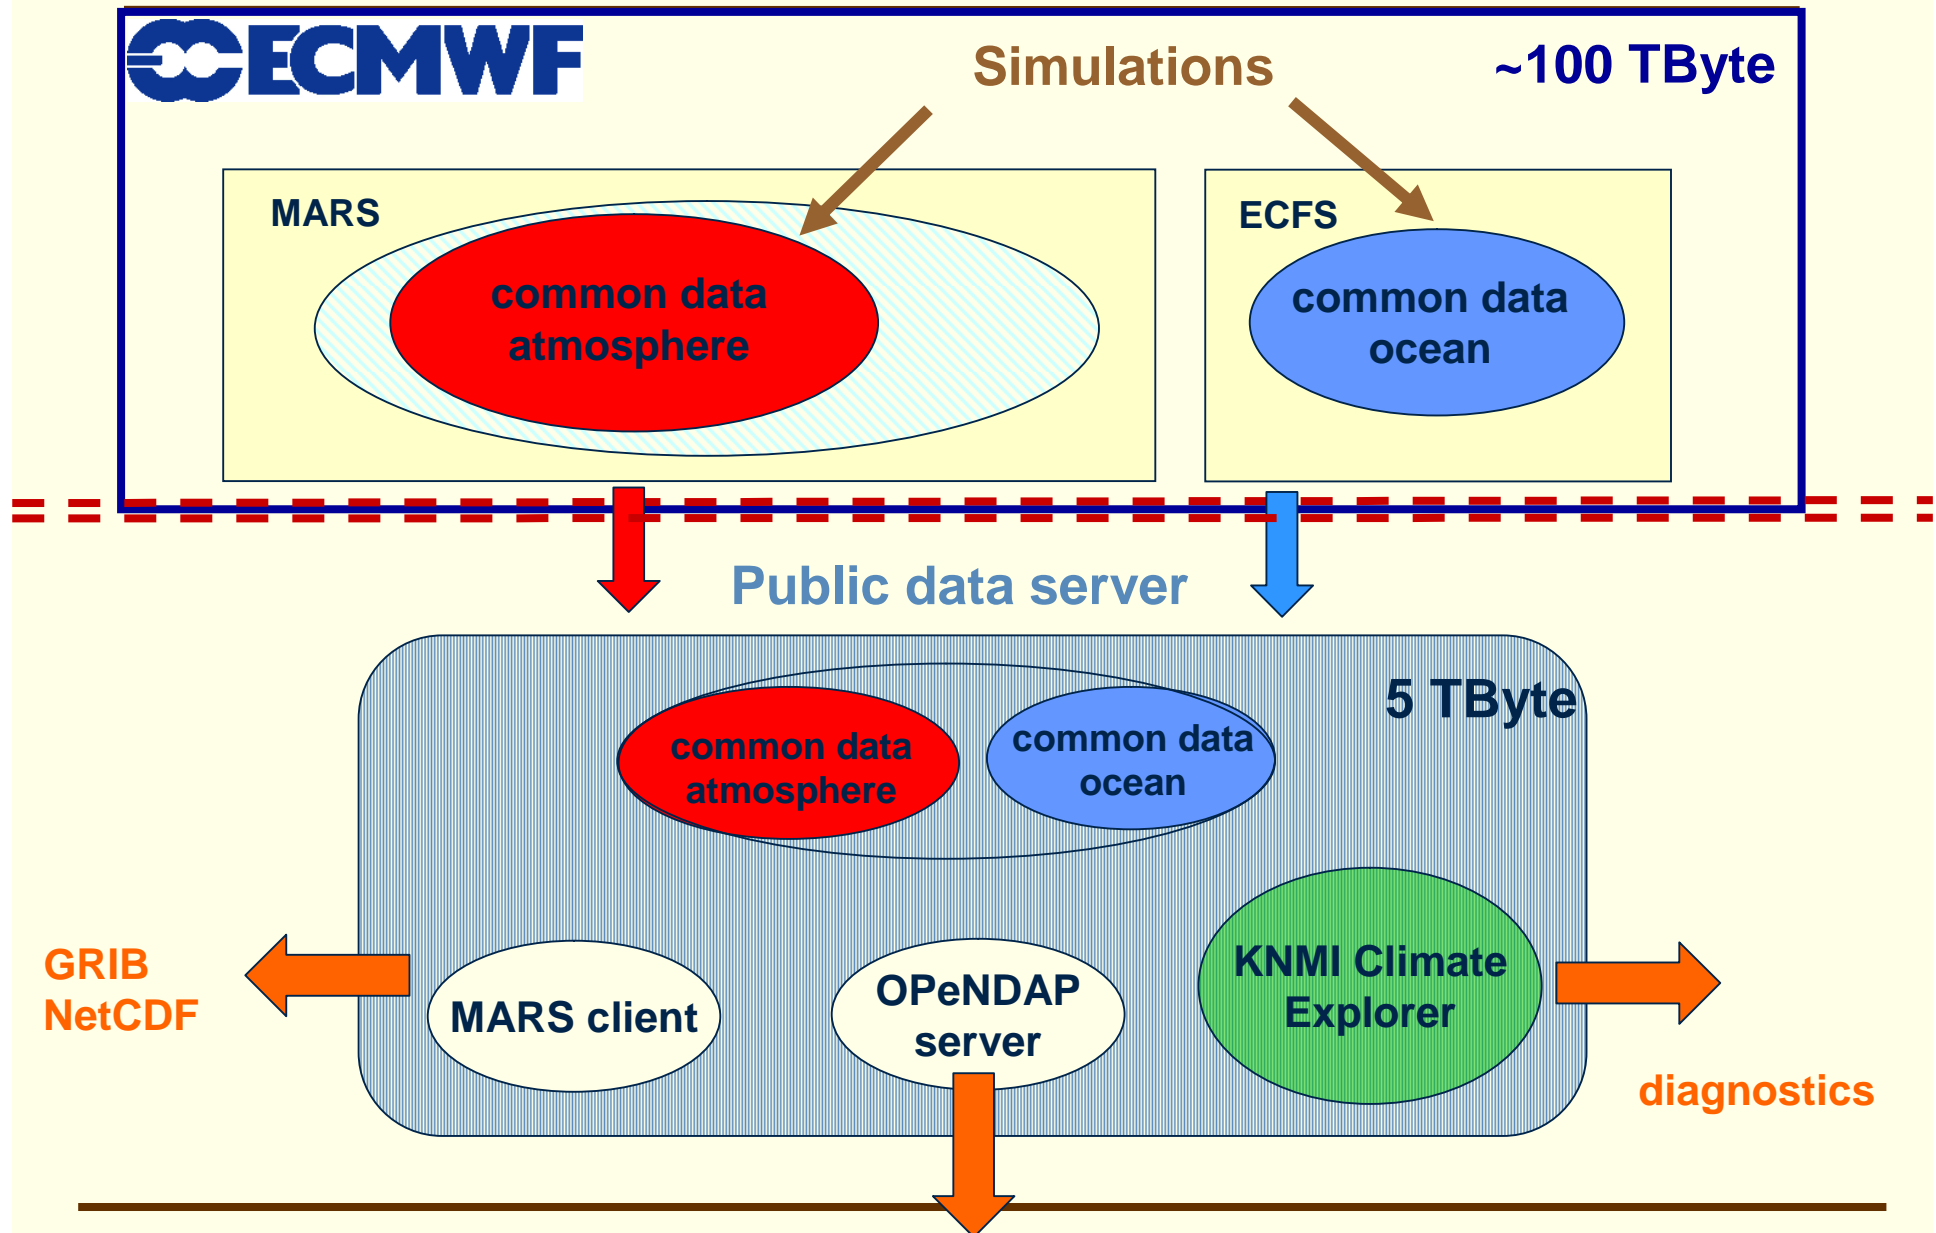 ECMWF
Simulations
~100 TByte
MARS
ECFS
common data
atmosphere
common data
ocean
Public data server
5 TByte
common data
atmosphere
common data
ocean
GRIB
NetCDF
MARS client
OPeNDAP
server
KNMI Climate
Explorer
diagnostics